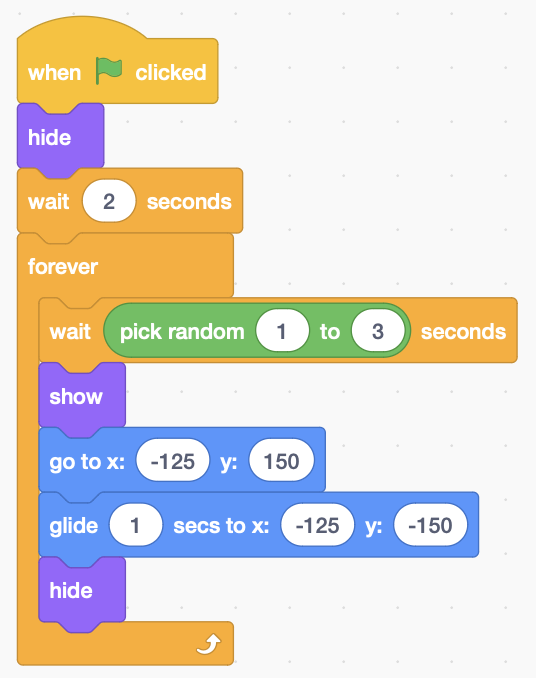 when clicked
hide
wait 2 seconds
forever
wait pick random 1 to 3 seconds
show
go to x: -125 y: 150
glide 1 secs to x: -125 y: -150
hide